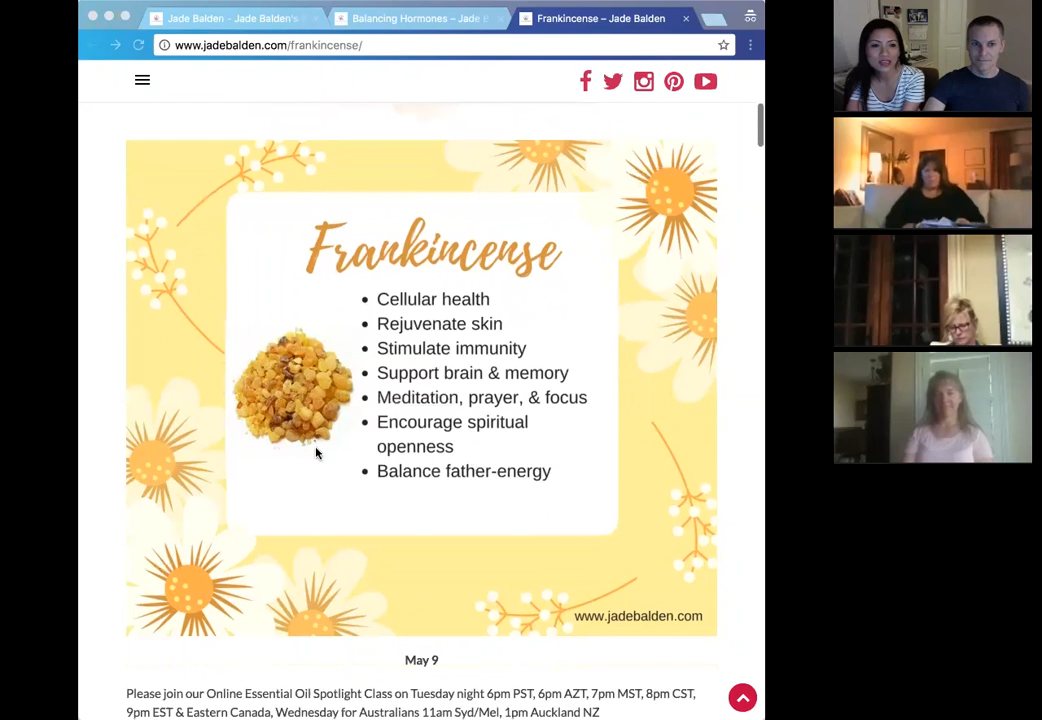 Jade Balden - Jade Balden's
Balancing Hormones – Jade B
Frankincense – Jade Balden
www.jadebalden.com/frankincense/
Frankincense
• Cellular health
• Rejuvenate skin
• Stimulate immunity
• Support brain & memory
• Meditation, prayer, & focus
• Encourage spiritual
openness
• Balance father-energy
www.jadebalden.com
May 9
Please join our Online Essential Oil Spotlight Class on Tuesday night 6pm PST, 6pm AZT, 7pm MST, 8pm CST,
9pm EST & Eastern Canada, Wednesday for Australians 11am Syd/Mel, 1pm Auckland NZ